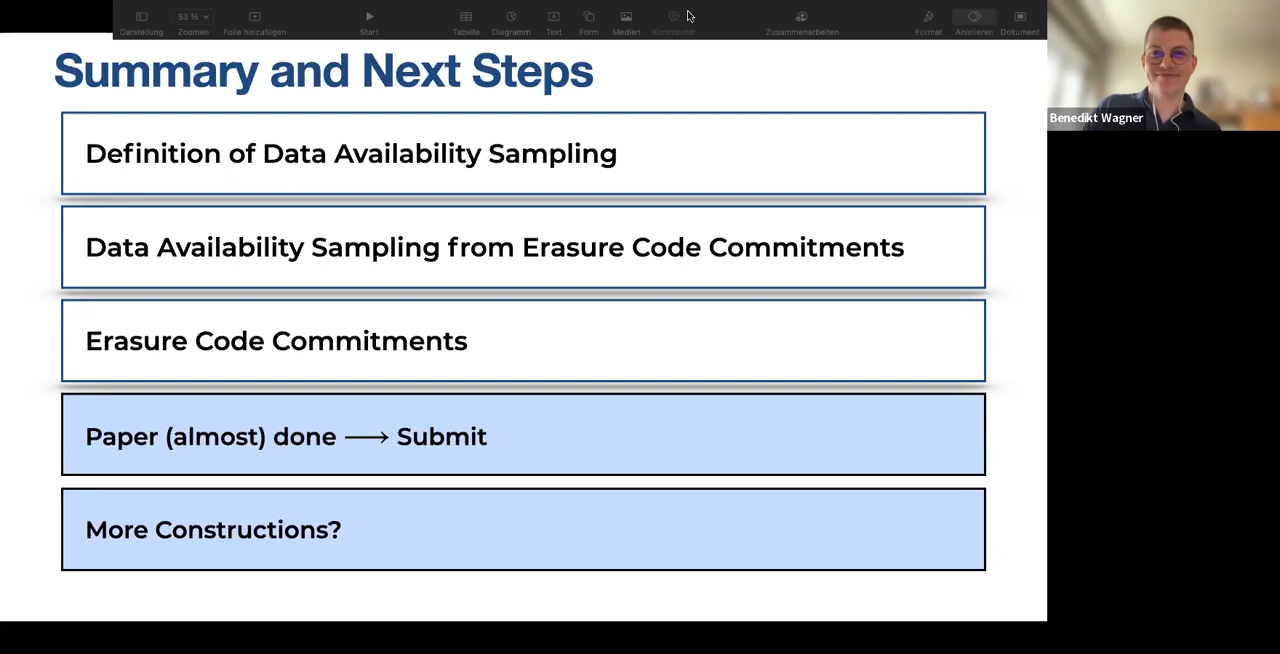 Darstellung
53 %
Zoomen
Folie hinzufügen
Start
Tabelle
Diagramm
Text
Form
Medien
Kommentar
Zusammenarbeiten
Format
Animieren
Dokument
Summary and Next Steps
Definition of Data Availability Sampling
Data Availability Sampling from Erasure Code Commitments
Erasure Code Commitments
Paper (almost) done ⟶ Submit
More Constructions?
Benedikt Wagner